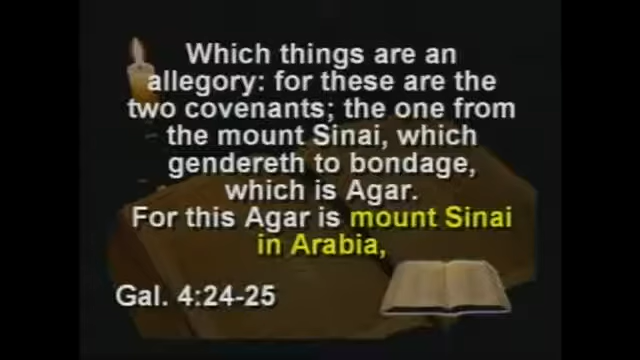 Which things are an
allegory: for these are the
two covenants; the one from
the mount Sinai, which
gendereth to bondage,
which is Agar.
For this Agar is mount Sinai
in Arabia,
Gal. 4:24-25